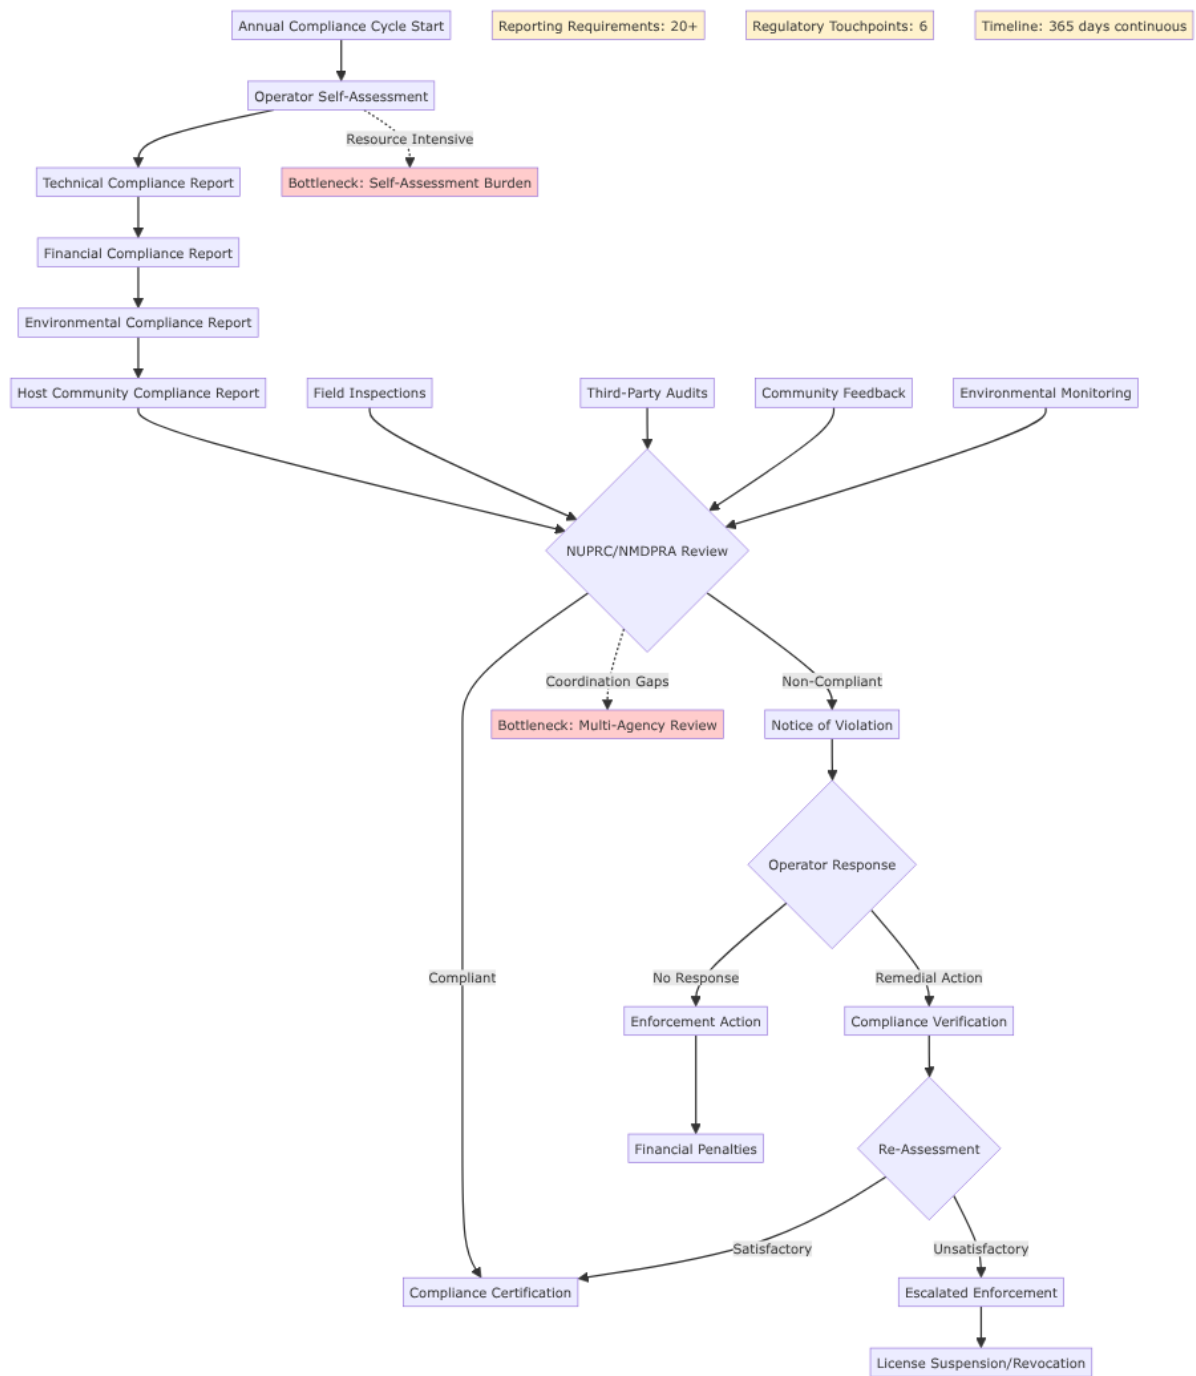 Annual Compliance Cycle Start
Reporting Requirements: 20+
Regulatory Touchpoints: 6
Timeline: 365 days continuous
Operator Self-Assessment
Resource Intensive
Technical Compliance Report
Bottleneck: Self-Assessment Burden
Financial Compliance Report
Environmental Compliance Report
Host Community Compliance Report
Field Inspections
Third-Party Audits
Community Feedback
Environmental Monitoring
NUPRC/NMDPRA Review
Coordination Gaps
Non-Compliant
Bottleneck: Multi-Agency Review
Notice of Violation
Operator Response
Compliant
No Response
Remedial Action
Enforcement Action
Compliance Verification
Financial Penalties
Re-Assessment
Satisfactory
Unsatisfactory
Compliance Certification
Escalated Enforcement
License Suspension/Revocation